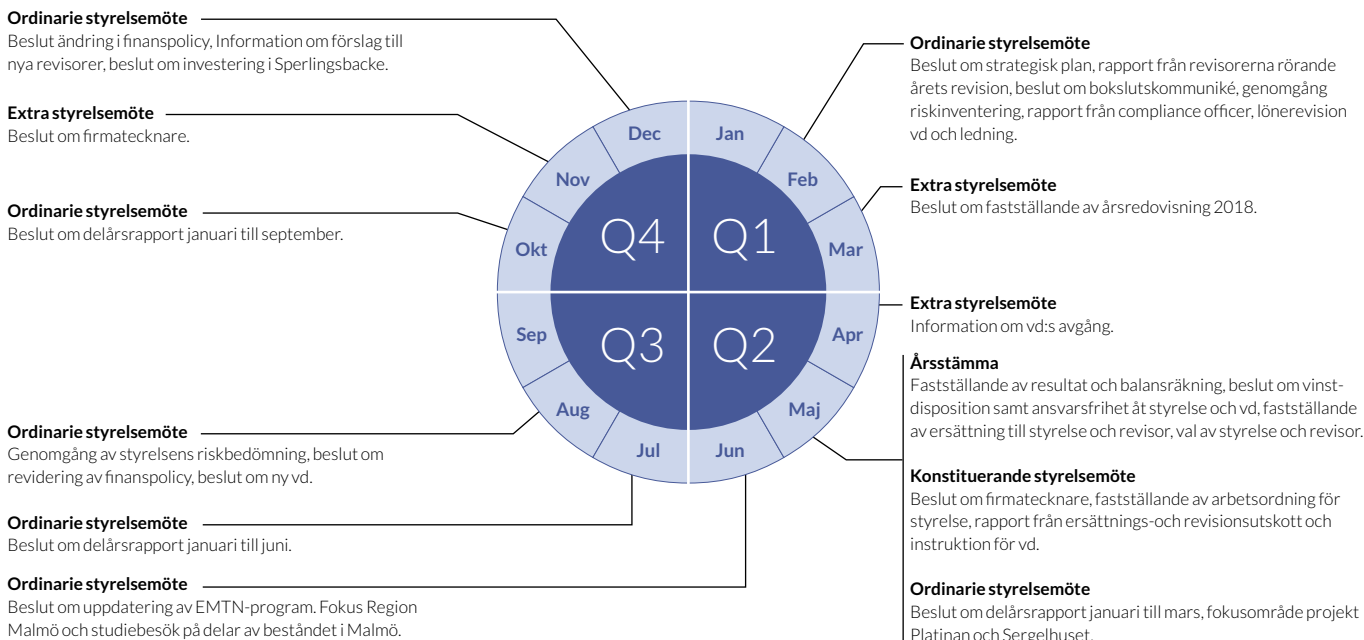 Ordinarie styrelsemöte
Beslut ändring i finanspolicy, Information om förslag till
nya revisorer, beslut om investering i Sperlingsbacke.
Extra styrelsemöte
Beslut om firmatecknare.
Ordinarie styrelsemöte
Beslut om delårsrapport januari till september.
Ordinarie styrelsemöte
Genomgång av styrelsens riskbedömning, beslut om
revidering av finanspolicy, beslut om ny vd.
Ordinarie styrelsemöte
Beslut om delårsrapport januari till juni.
Ordinarie styrelsemöte
Beslut om uppdatering av EMTN-program. Fokus Region
Malmö och studiebesök på delar av beståndet i Malmö.
Dec
Jan
Nov
Feb
Okt
Q4
Q1
Mar
Sep
Q3
Q2
Apr
Aug
Maj
Jul
Jun
Ordinarie styrelsemöte
Beslut om strategisk plan, rapport från revisorerna rörande
årets revision, beslut om bokslutskommuniké, genomgång
riskinventering, rapport från compliance officer, lönerevision
vd och ledning.
Extra styrelsemöte
Beslut om fastställande av årsredovisning 2018.
Extra styrelsemöte
Information om vd:s avgång.
Årsstämma
Fastställande av resultat och balansräkning, beslut om vinst-
disposition samt ansvarsfrihet åt styrelse och vd, fastställande
av ersättning till styrelse och revisor, val av styrelse och revisor.
Konstituerande styrelsemöte
Beslut om firmatecknare, fastställande av arbetsordning för
styrelse, rapport från ersättnings-och revisionsutskott och
instruktion för vd.
Ordinarie styrelsemöte
Beslut om delårsrapport januari till mars, fokusområde projekt
Platinan och Sergelhuset.